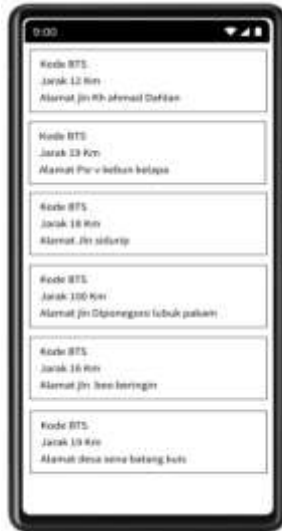 9:00
Kode BTS
Jarak 12 Km
Alamat jln Kh ahmad Dahlan
Kode BTS
Jarak 19 Km
Alamat Psr v kebun kelapa
Kode BTS
Jarak 18 Km
Alamat Jln sidurip
Kode BTS
Jarak 100 Km
Alamat jln Diponegoro lubuk pakam
Kode BTS
Jarak 16 Km
Alamat jln beringin
Kode BTS
Jarak 19 Km
Alamat desa sena batang kuis